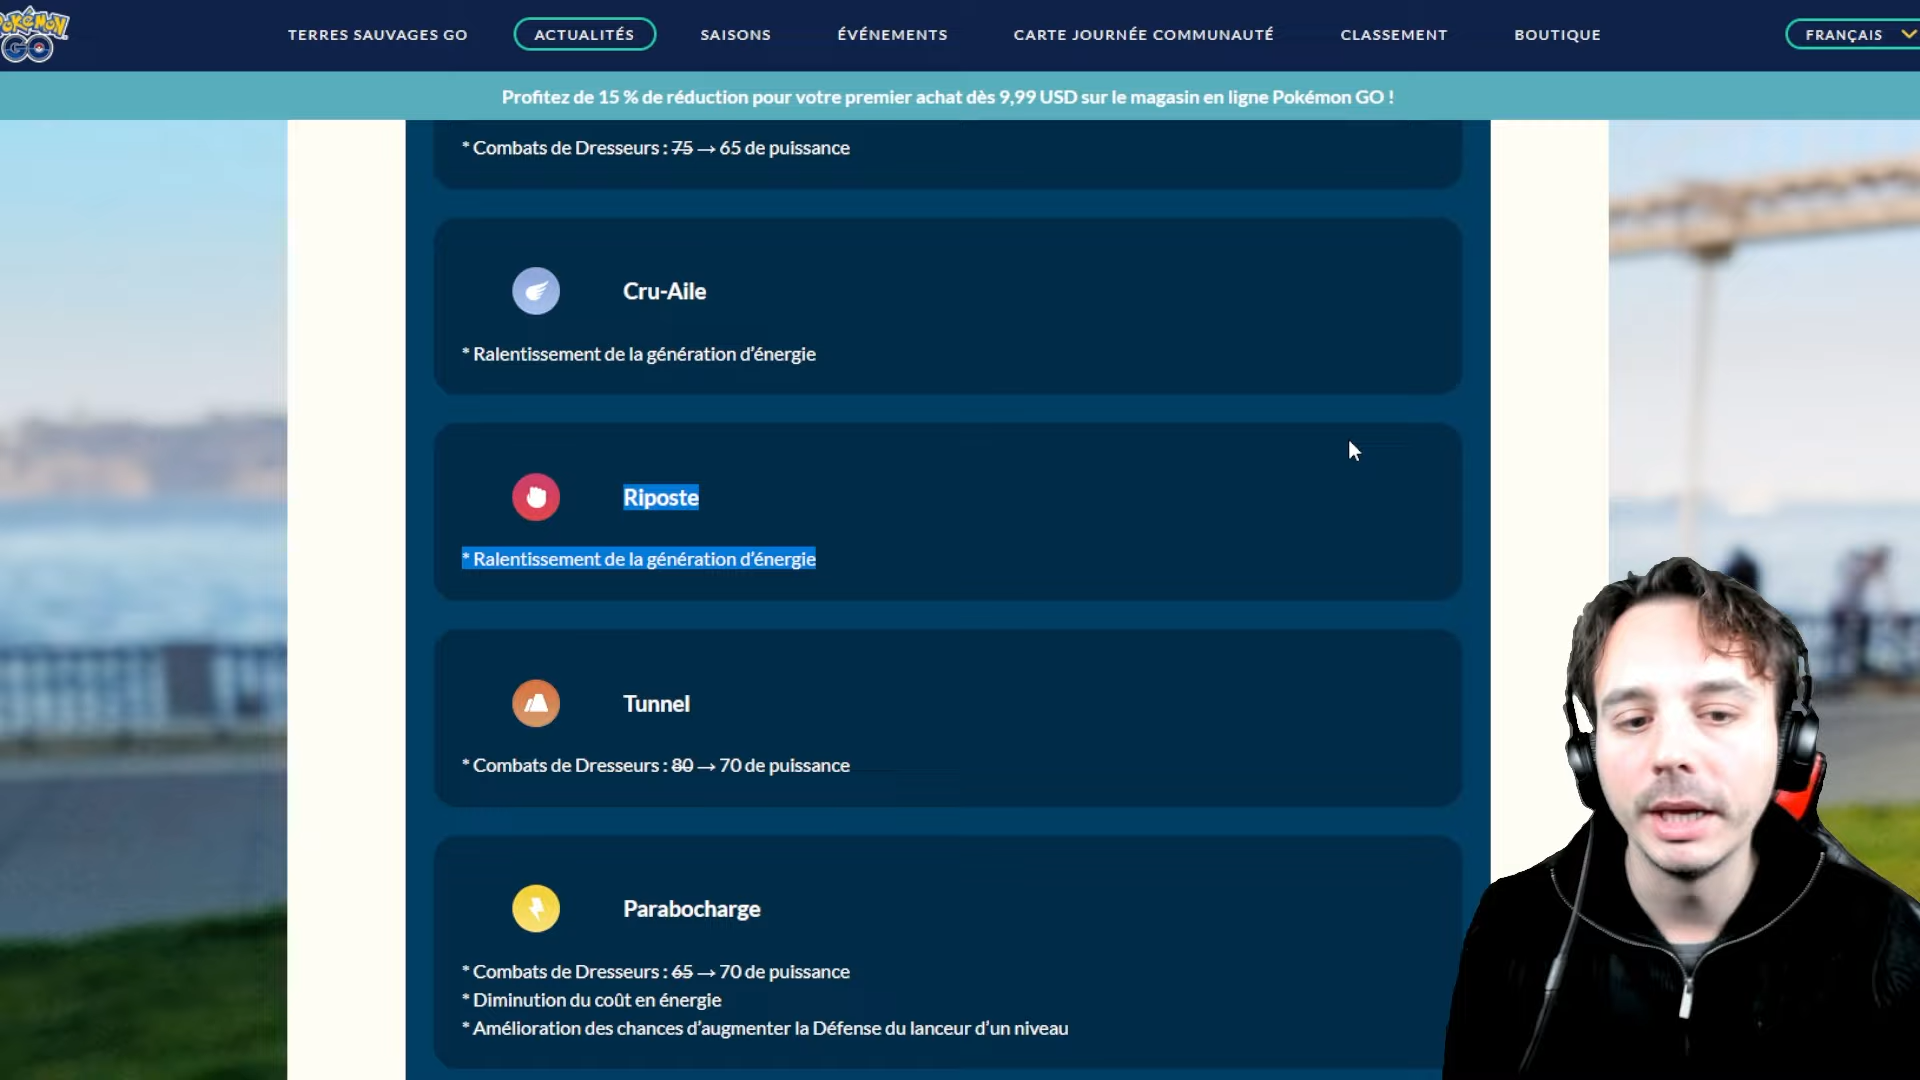 Pokémon
GO
TERRES SAUVAGES GO
ACTUALITÉS
SAISONS
ÉVÉNEMENTS
CARTE JOURNÉE COMMUNAUTÉ
CLASSEMENT
BOUTIQUE
FRANÇAIS
Profitez de 15 % de réduction pour votre premier achat dès 9,99 USD sur le magasin en ligne Pokémon GO !
* Combats de Dresseurs : 75 → 65 de puissance
Cru-Aile
* Ralentissement de la génération d’énergie
Riposte
* Ralentissement de la génération d’énergie
Tunnel
* Combats de Dresseurs : 80 → 70 de puissance
Parabocharge
* Combats de Dresseurs : 65 → 70 de puissance
* Diminution du coût en énergie
* Amélioration des chances d’augmenter la Défense du lanceur d’un niveau